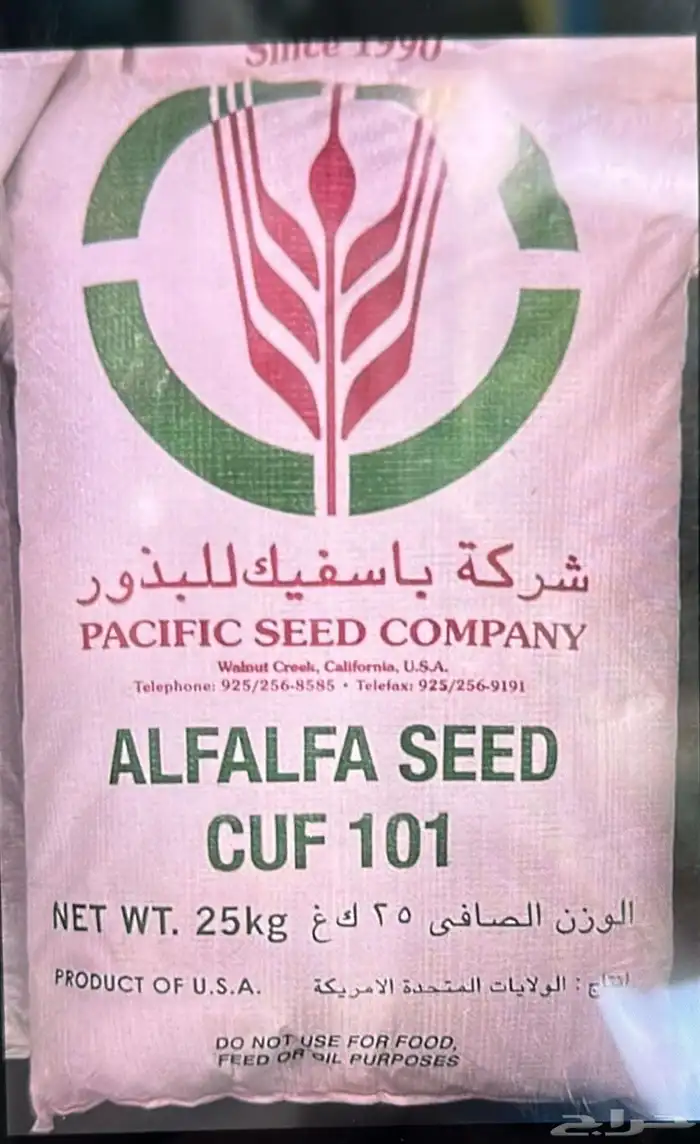 Since 1990
شركة باسفيك للبذور
PACIFIC SEED COMPANY
Walnut Creek, California, U.S.A.
Telephone: 925/256-8585 • Telefax: 925/256-9191
ALFALFA SEED
CUF 101
NET WT. 25kg الوزن الصافى ٢٥ ك غ
PRODUCT OF U.S.A. انتاج : الولايات المتحدة الامريكة
DO NOT USE FOR FOOD,
FEED OR OIL PURPOSES
حراج